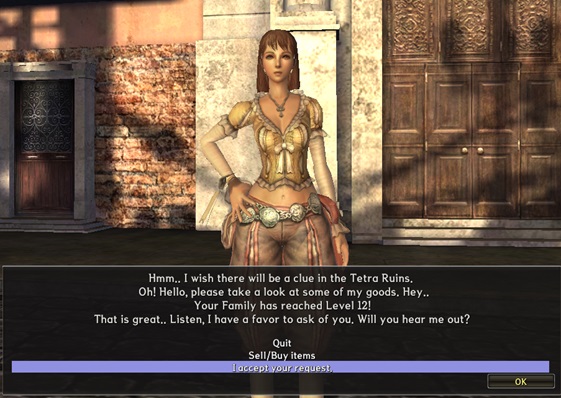 Hmm.. I wish there will be a clue in the Tetra Ruins.
Oh! Hello, please take a look at some of my goods. Hey..
Your Family has reached Level 12!
That is great.. Listen, I have a favor to ask of you. Will you hear me out?
Quit
Sell/Buy items
I accept your request.
OK